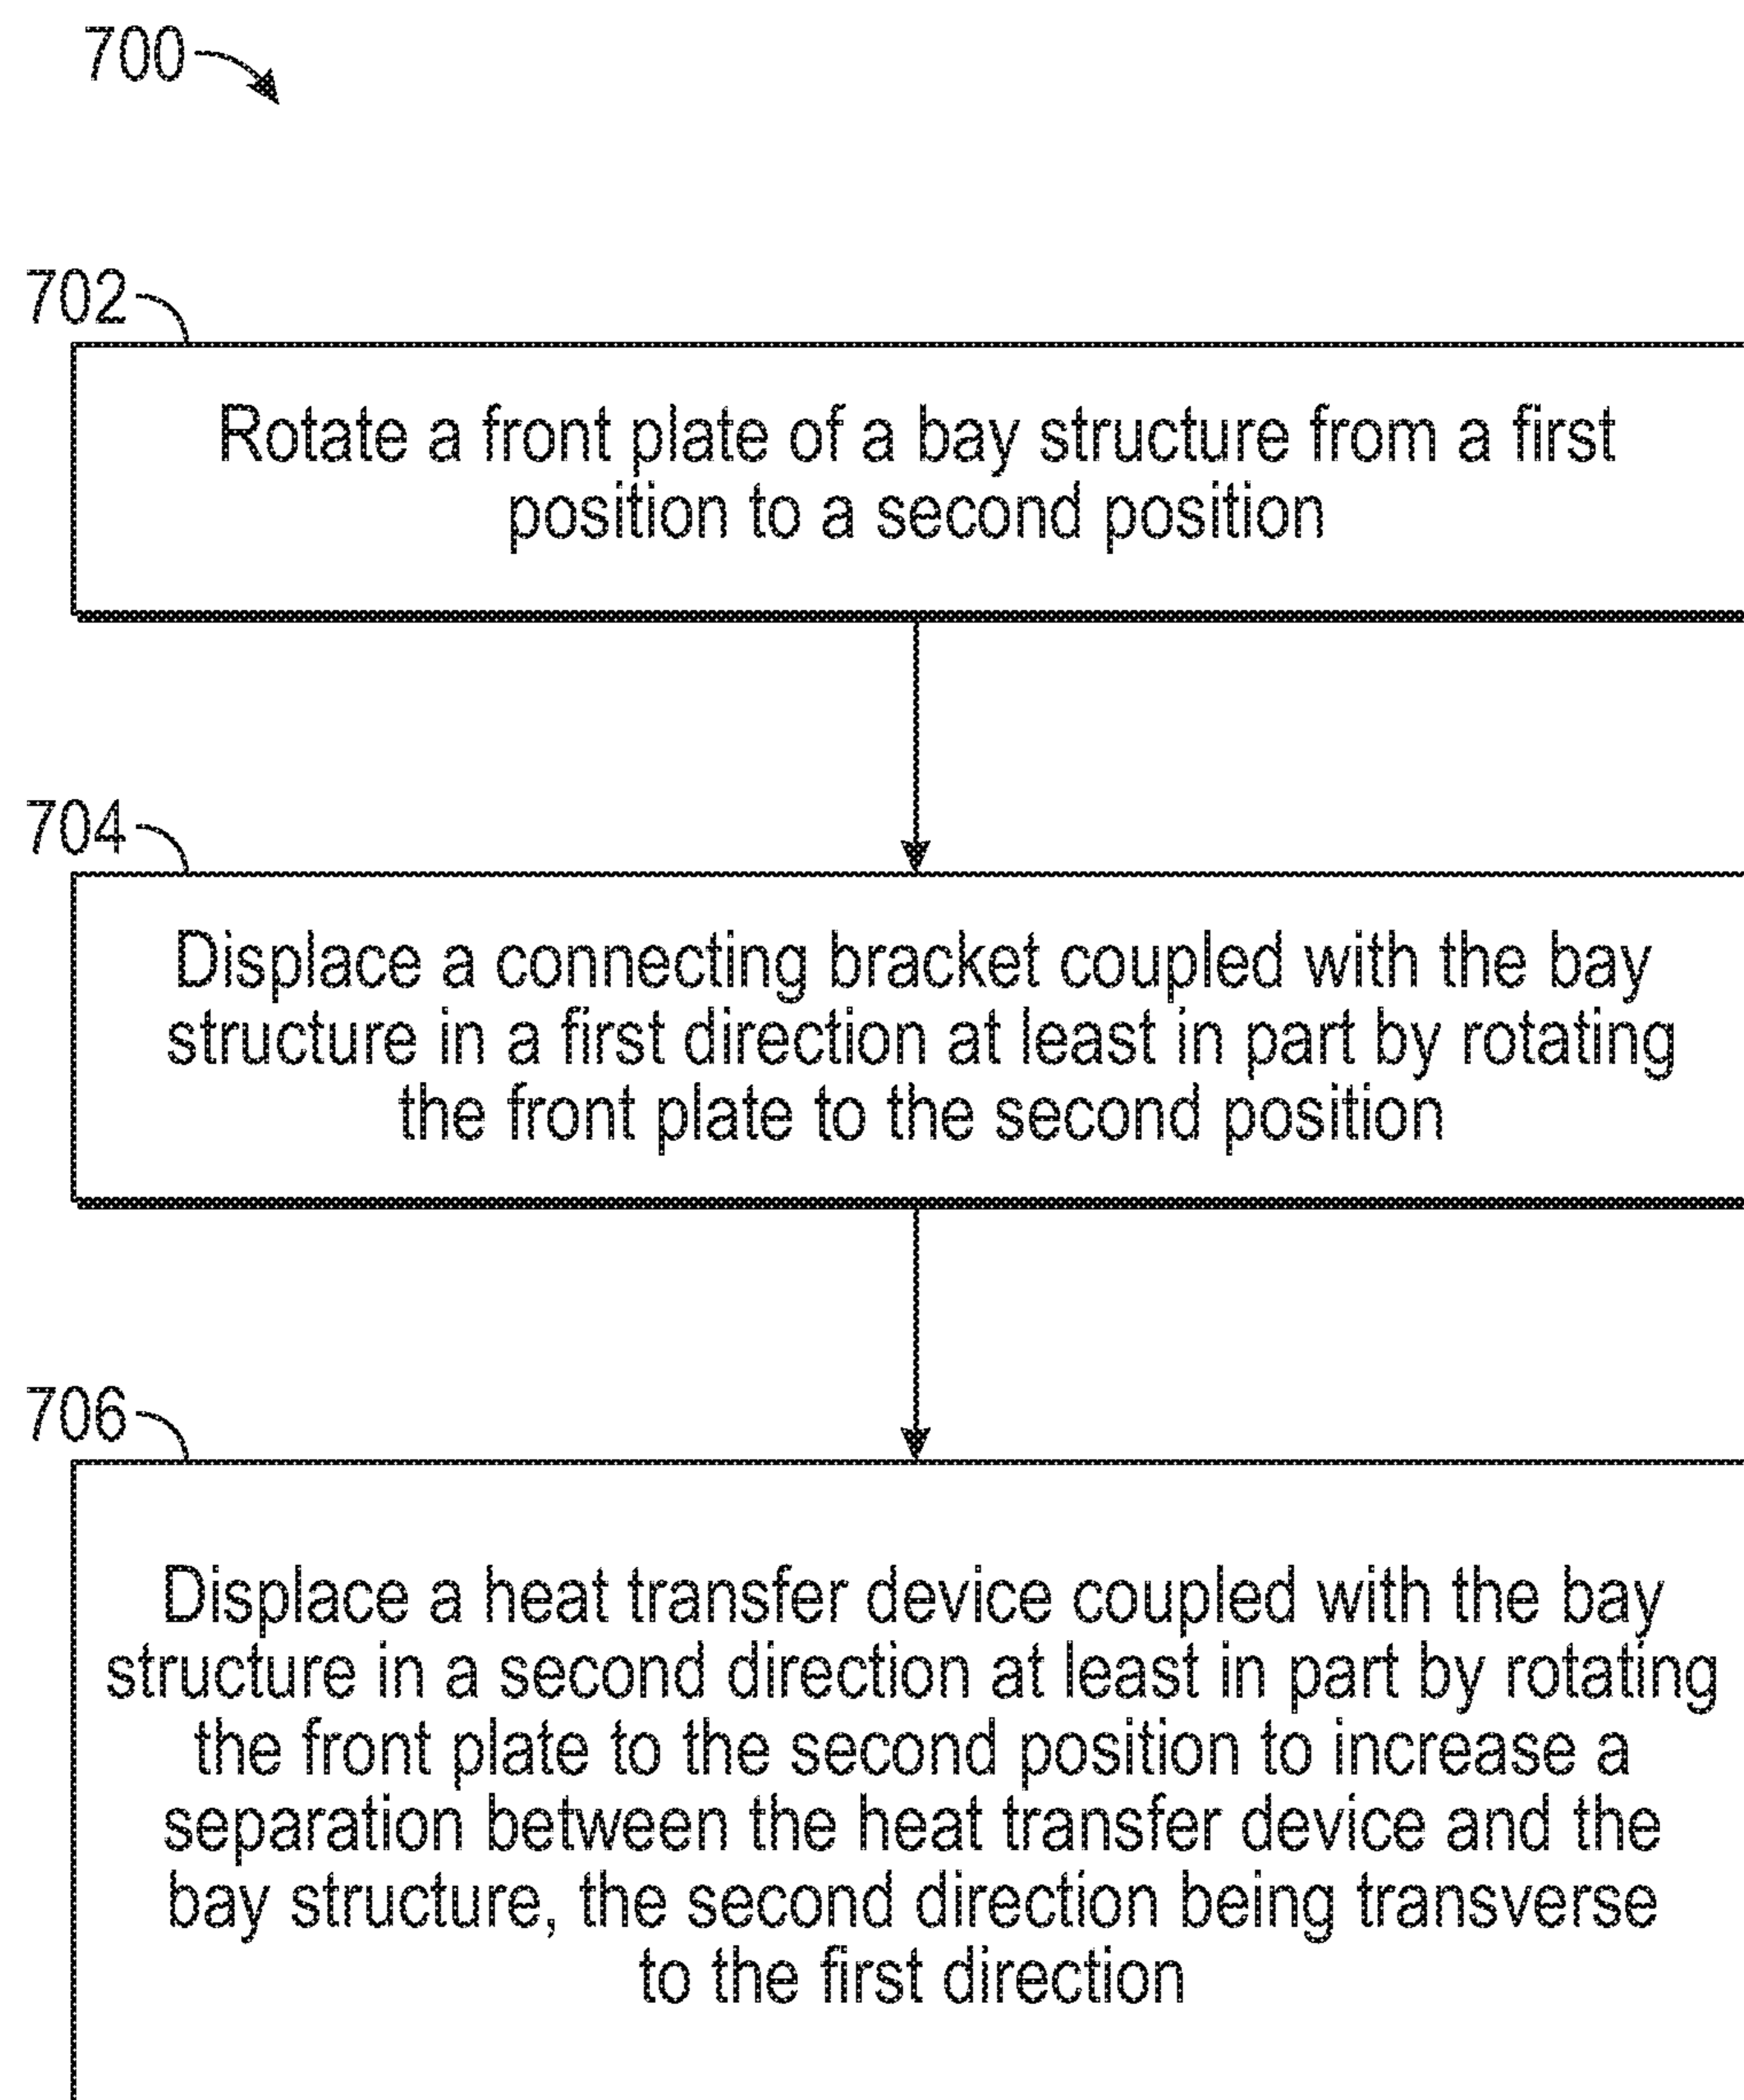 700
702
Rotate a front plate of a bay structure from a first
position to a second position
704
Displace a connecting bracket coupled with the bay
structure in a first direction at least in part by rotating
the front plate to the second position
706
Displace a heat transfer device coupled with the bay
structure in a second direction at least in part by rotating
the front plate to the second position to increase a
separation between the heat transfer device and the
bay structure, the second direction being transverse
to the first direction